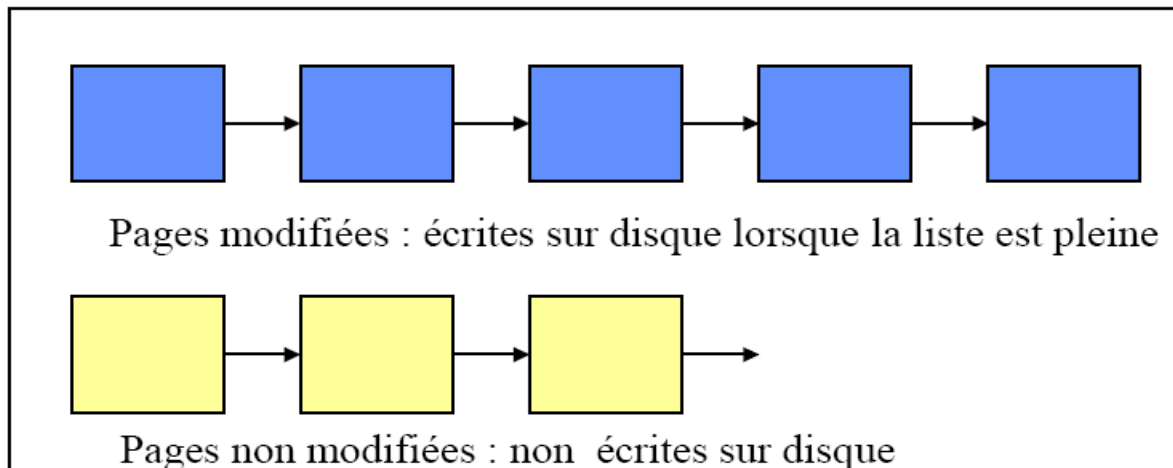 Pages modifiées : écrites sur disque lorsque la liste est pleine
Pages non modifiées : non écrites sur disque